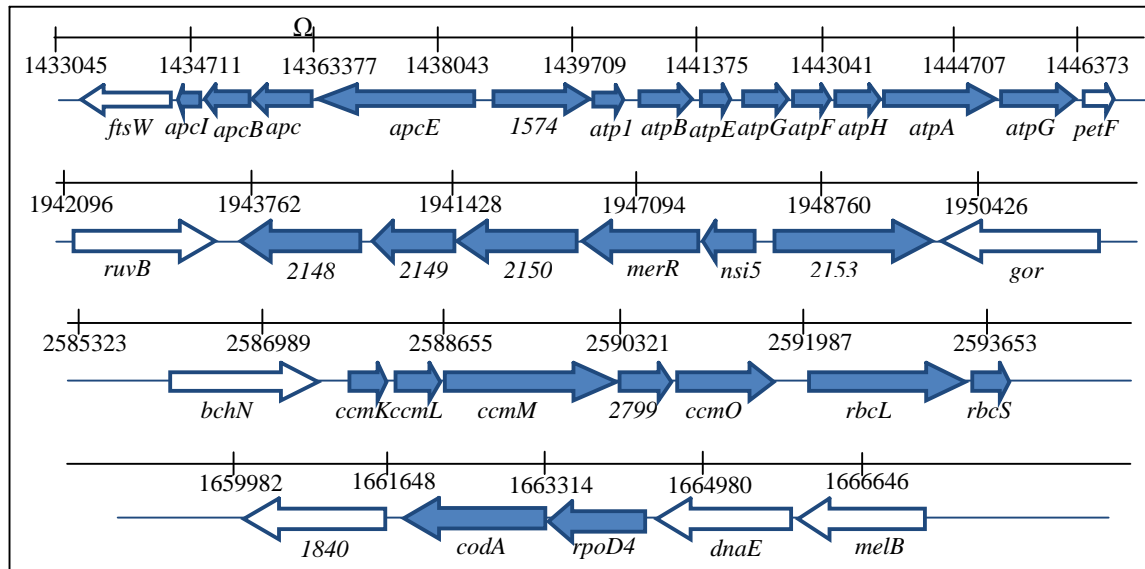 Ω
1433045 1434711 14363377 1438043 1439709 1441375 1443041 1444707 1446373
ftsW apcI apcB apc apcE 1574 atp1 atpB atpE atpG atpF atpH atpA atpG petF
1942096 1943762 1941428 1947094 1948760 1950426
ruvB 2148 2149 2150 merR nsi5 2153 gor
2585323 2586989 2588655 2590321 2591987 2593653
bchN ccmK ccmL ccmM 2799 ccmO rbcL rbcS
1659982 1661648 1663314 1664980 1666646
1840 codA rpoD4 dnaE melB